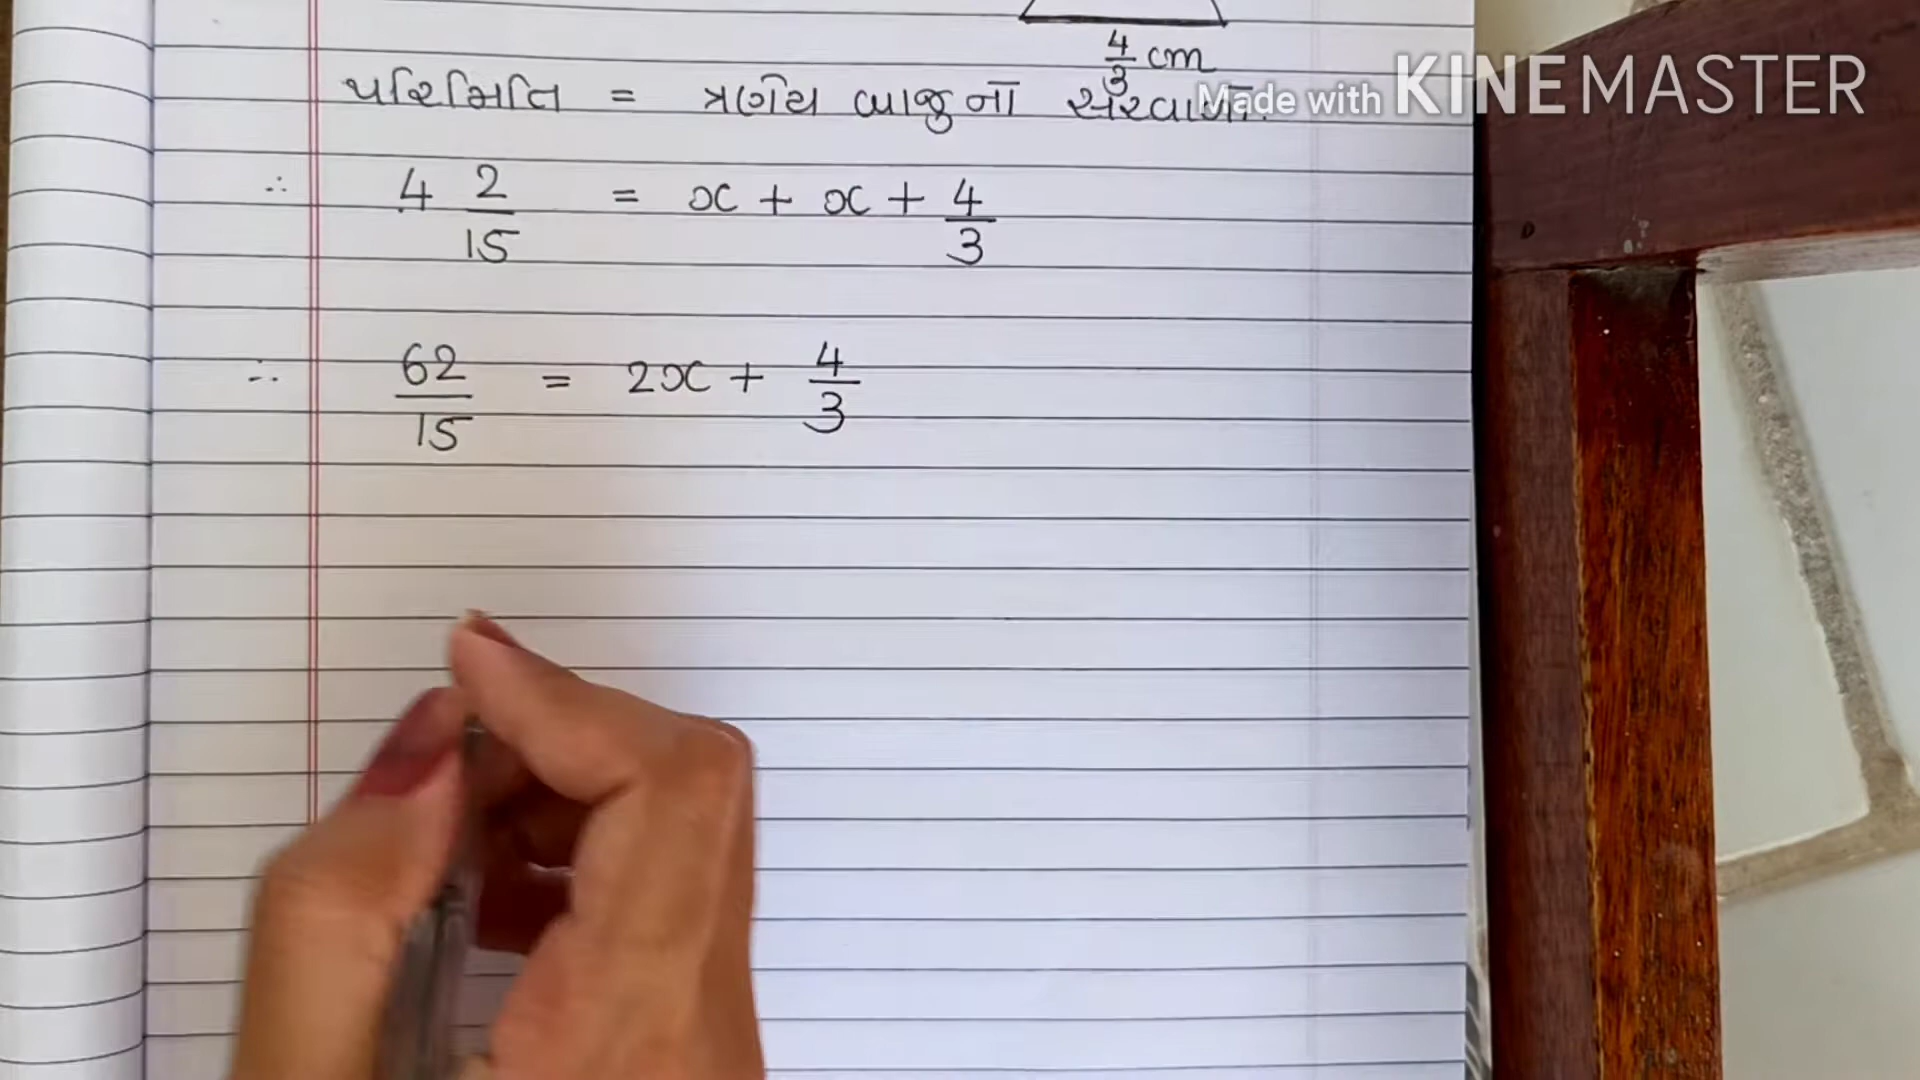 4/3 cm
પરિમિતિ = ત્રણેય બાજુનો સરવાળો.
Made with KINEMASTER
∴ 4 2/15 = x + x + 4/3
∴ 62/15 = 2x + 4/3